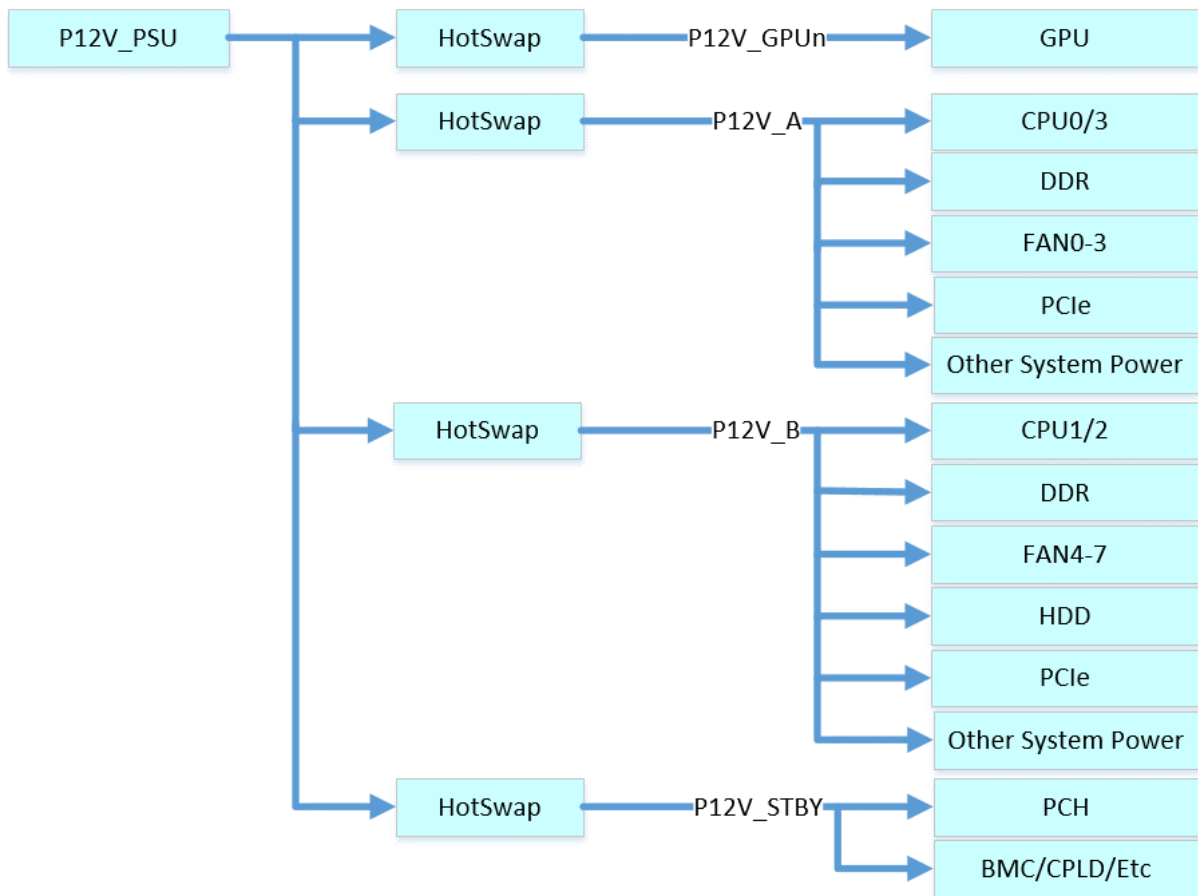 P12V_PSU
HotSwap
P12V_GPUn
GPU
HotSwap
P12V_A
CPU0/3
DDR
FAN0-3
PCIe
Other System Power
HotSwap
P12V_B
CPU1/2
DDR
FAN4-7
HDD
PCIe
Other System Power
HotSwap
P12V_STBY
PCH
BMC/CPLD/Etc